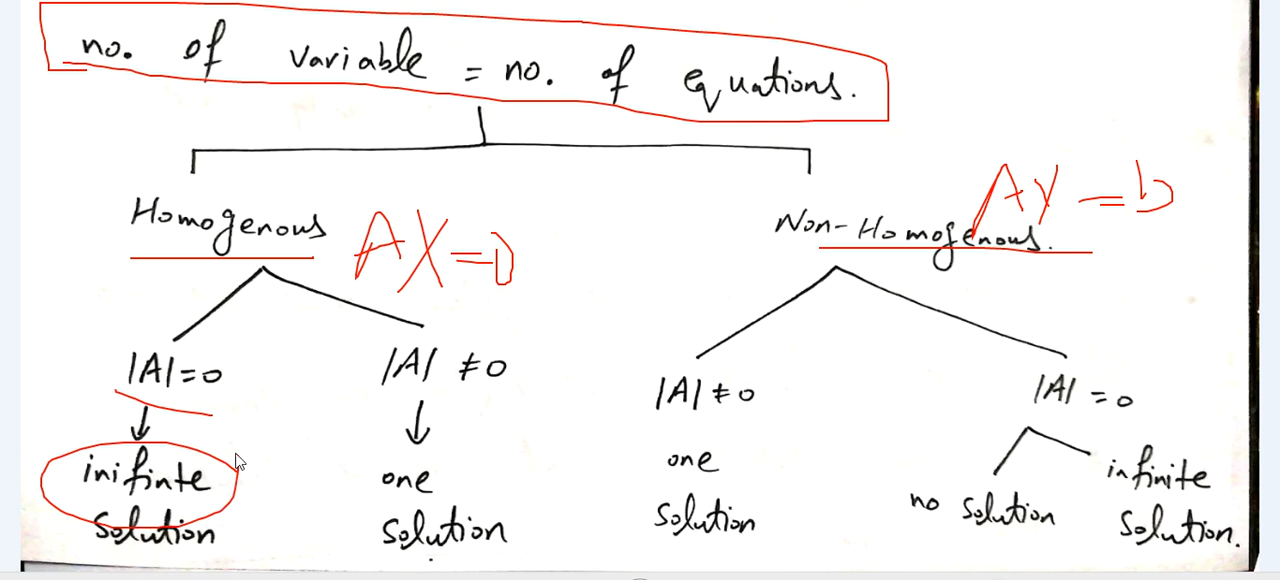 no. of variable = no. of equations.
Homogenous AX=0
Non-Homogenous. AX=b
|A|=0
|A| ≠ 0
|A| ≠ 0
|A| = 0
inifinte
solution
one
solution
one
solution
no solution
infinite
solution.